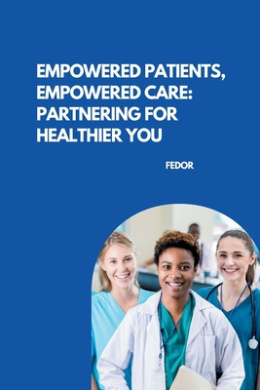 EMPOWERED PATIENTS,
EMPOWERED CARE:
PARTNERING FOR
HEALTHIER YOU
FEDOR